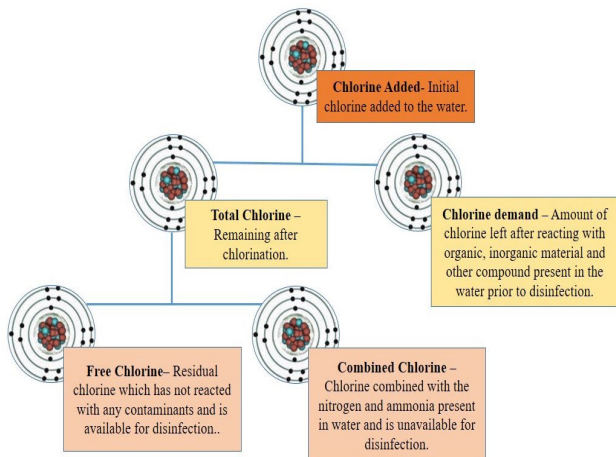 Chlorine Added- Initial
chlorine added to the water.
Total Chlorine –
Remaining after
chlorination.
Chlorine demand – Amount of
chlorine left after reacting with
organic, inorganic material and
other compound present in the
water prior to disinfection.
Free Chlorine– Residual
chlorine which has not reacted
with any contaminants and is
available for disinfection..
Combined Chlorine –
Chlorine combined with the
nitrogen and ammonia present
in water and is unavailable for
disinfection.